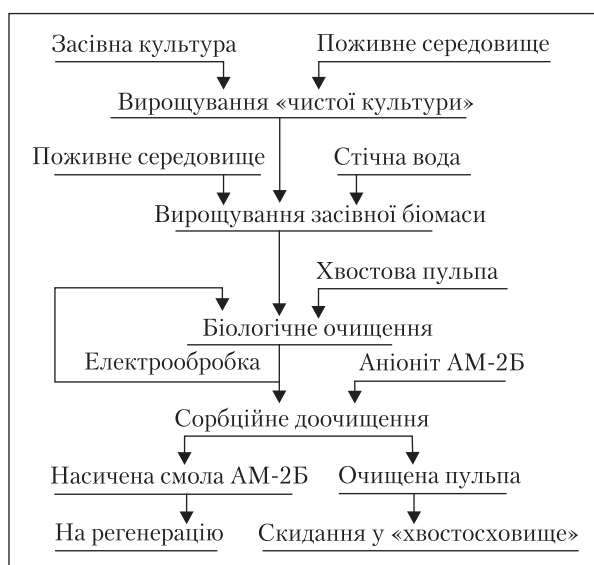 Засівна культура
Поживне середовище
Вирощування «чистої культури»
Поживне середовище
Стічна вода
Вирощування засівної біомаси
Хвостова пульпа
Біологічне очищення
Електрообробка
Аніоніт АМ-2Б
Сорбційне доочищення
Насичена смола АМ-2Б
Очищена пульпа
На регенерацію
Скидання у «хвостосховище»